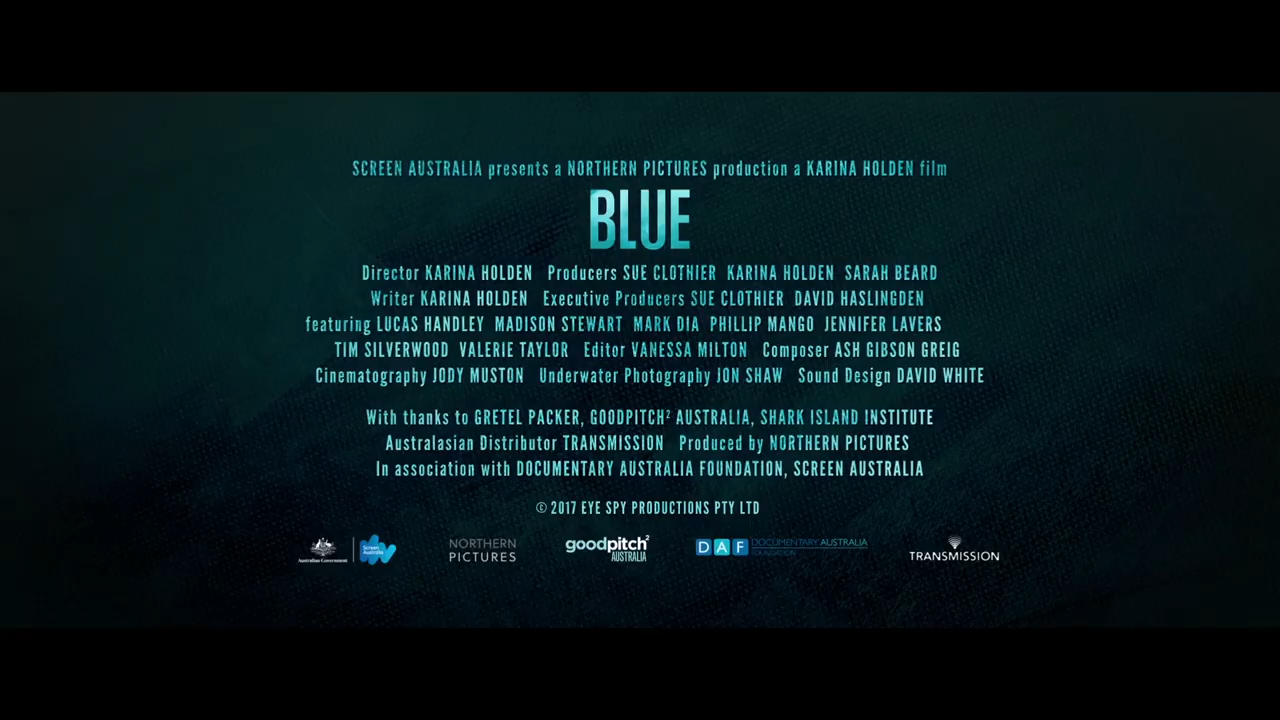 SCREEN AUSTRALIA presents a NORTHERN PICTURES production a KARINA HOLDEN film
BLUE
Director KARINA HOLDEN Producers SUE CLOTHIER KARINA HOLDEN SARAH BEARD
Writer KARINA HOLDEN Executive Producers SUE CLOTHIER DAVID HASLINGDEN
featuring LUCAS HANDLEY MADISON STEWART MARK DIA PHILLIP MANGO JENNIFER LAVERS
TIM SILVERWOOD VALERIE TAYLOR Editor VANESSA MILTON Composer ASH GIBSON GREIG
Cinematography JODY MUSTON Underwater Photography JON SHAW Sound Design DAVID WHITE
With thanks to GRETEL PACKER, GOODPITCH² AUSTRALIA, SHARK ISLAND INSTITUTE
Australasian Distributor TRANSMISSION Produced by NORTHERN PICTURES
In association with DOCUMENTARY AUSTRALIA FOUNDATION, SCREEN AUSTRALIA
© 2017 EYE SPY PRODUCTIONS PTY LTD
Australian Government
Screen
Australia
NORTHERN
PICTURES
goodpitch²
AUSTRALIA
DAF DOCUMENTARY AUSTRALIA
FOUNDATION
TRANSMISSION